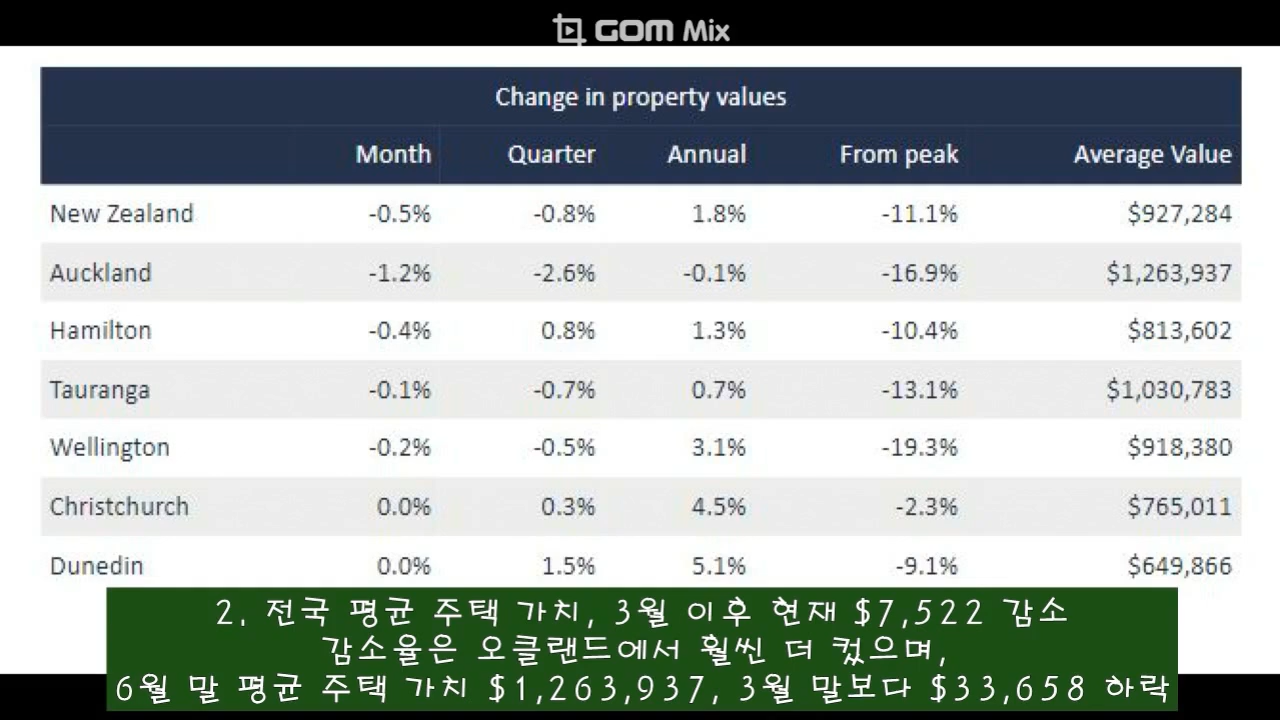 GOM Mix
Change in property values
Month Quarter Annual From peak Average Value
New Zealand -0.5% -0.8% 1.8% -11.1% $927,284
Auckland -1.2% -2.6% -0.1% -16.9% $1,263,937
Hamilton -0.4% 0.8% 1.3% -10.4% $813,602
Tauranga -0.1% -0.7% 0.7% -13.1% $1,030,783
Wellington -0.2% -0.5% 3.1% -19.3% $918,380
Christchurch 0.0% 0.3% 4.5% -2.3% $765,011
Dunedin 0.0% 1.5% 5.1% -9.1% $649,866
2. 전국 평균 주택 가치, 3월 이후 현재 $7,522 감소
감소율은 오클랜드에서 훨씬 더 컸으며,
6월 말 평균 주택 가치 $1,263,937, 3월 말보다 $33,658 하락